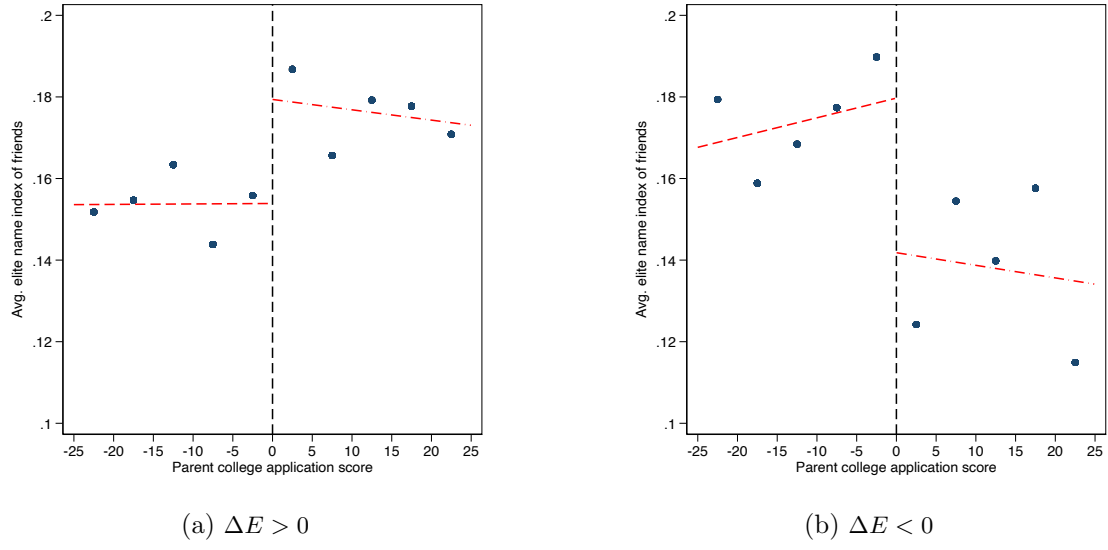 .2
.18
.16
.14
.12
.1
Avg. elite name index of friends
-25 -20 -15 -10 -5 0 5 10 15 20 25
Parent college application score
(a) ΔE > 0
.2
.18
.16
.14
.12
.1
Avg. elite name index of friends
-25 -20 -15 -10 -5 0 5 10 15 20 25
Parent college application score
(b) ΔE < 0